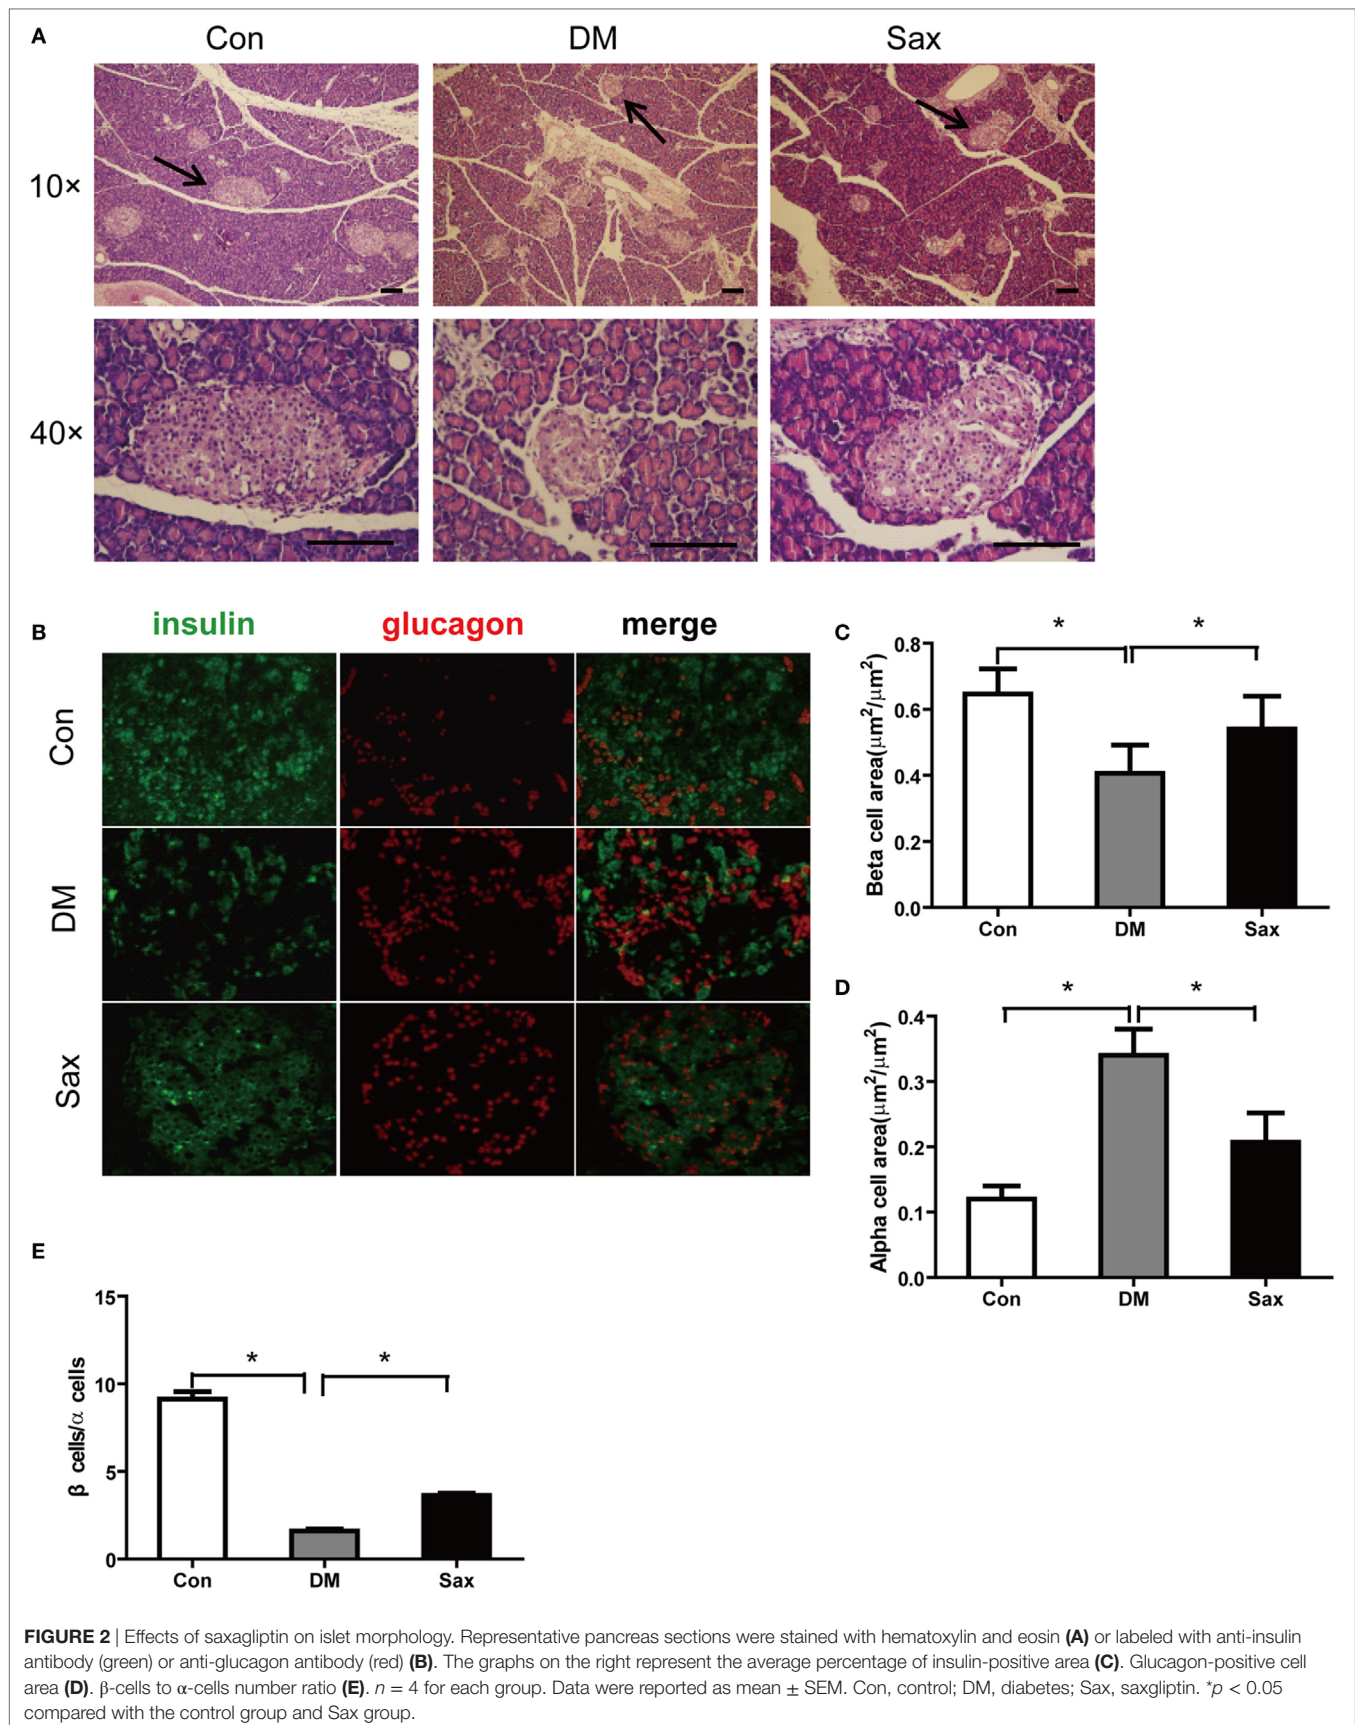 A
Con DM Sax
10×
40×
B
insulin glucagon merge
Con
DM
Sax
C
* *
Beta cell area(μm²/μm²)
0.8
0.6
0.4
0.2
0.0
Con DM Sax
D
* *
Alpha cell area(μm²/μm²)
0.4
0.3
0.2
0.1
0.0
Con DM Sax
E
* *
β cells/α cells
15
10
5
0
Con DM Sax
FIGURE 2 | Effects of saxagliptin on islet morphology. Representative pancreas sections were stained with hematoxylin and eosin (A) or labeled with anti-insulin
antibody (green) or anti-glucagon antibody (red) (B). The graphs on the right represent the average percentage of insulin-positive area (C). Glucagon-positive cell
area (D). β-cells to α-cells number ratio (E). n = 4 for each group. Data were reported as mean ± SEM. Con, control; DM, diabetes; Sax, saxgliptin. *p < 0.05
compared with the control group and Sax group.